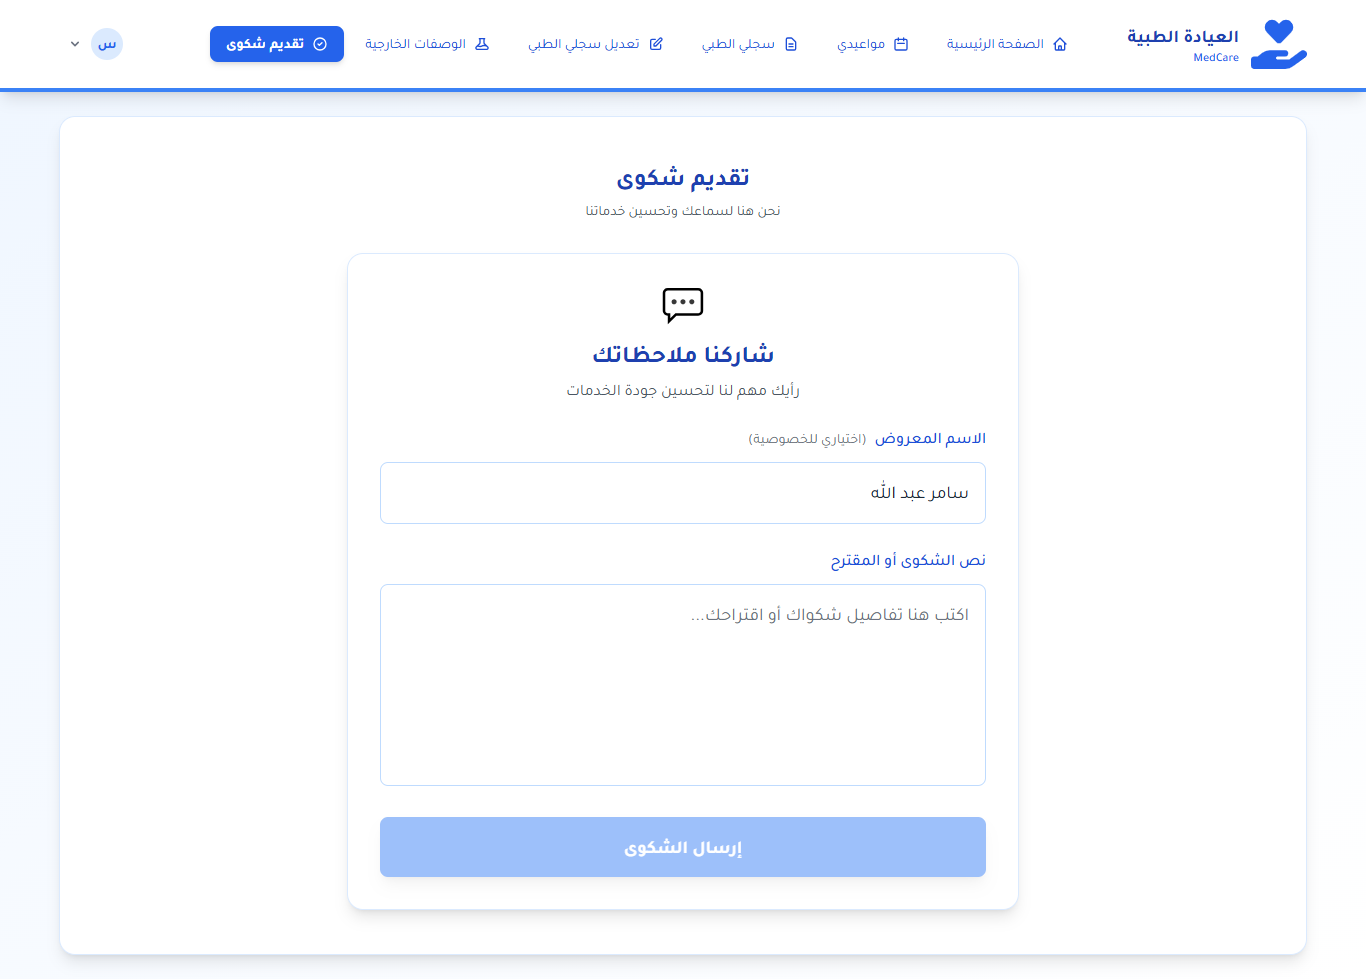 العيادة الطبية
MedCare
الصفحة الرئيسية
مواعيدي
سجلي الطبي
تعديل سجلي الطبي
الوصفات الخارجية
تقديم شكوى
س
تقديم شكوى
نحن هنا لسماعك وتحسين خدماتنا
شاركنا ملاحظاتك
رأيك مهم لنا لتحسين جودة الخدمات
الاسم المعروض (اختياري للخصوصية)
سامر عبد الله
نص الشكوى أو المقترح
اكتب هنا تفاصيل شكواك أو اقتراحك...
إرسال الشكوى